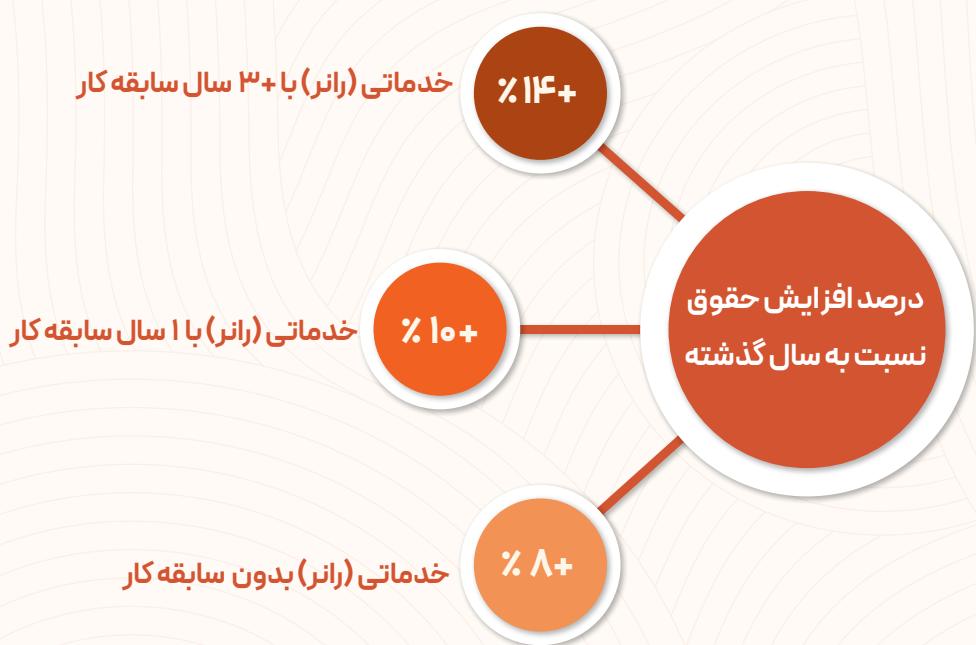 درصد افزایش حقوق
نسبت به سال گذشته
+۱۴ ٪
خدماتی (رانر) با +۳ سال سابقه کار
+۱۰ ٪
خدماتی (رانر) با ۱ سال سابقه کار
+۸ ٪
خدماتی (رانر) بدون سابقه کار